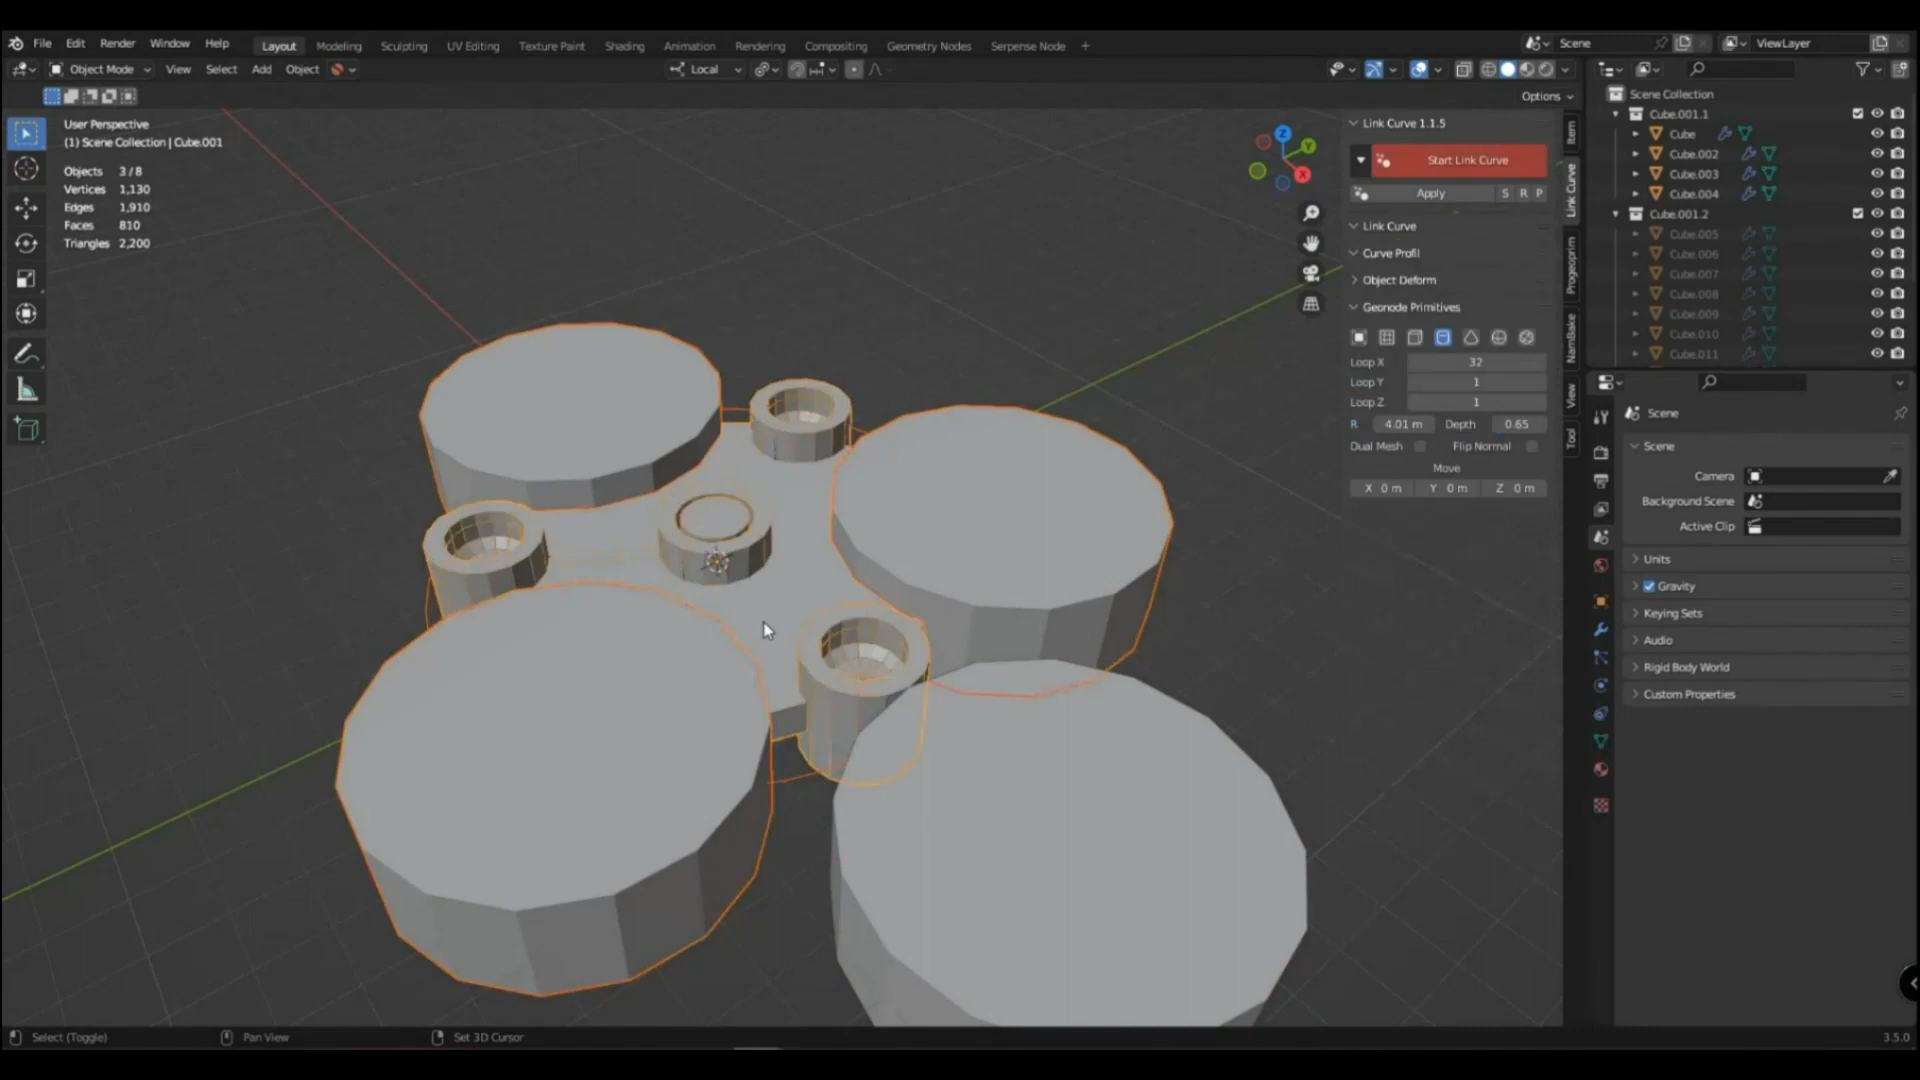 File Edit Render Window Help Layout Modeling Sculpting UV Editing Texture Paint Shading Animation Rendering Compositing Geometry Nodes Serpense Node + Scene ViewLayer
Object Mode View Select Add Object Local
Options
User Perspective
(1) Scene Collection | Cube.001
Objects 3/8
Vertices 1,130
Edges 1,910
Faces 810
Triangles 2,200
Z
Y
X
Link Curve 1.1.5
Start Link Curve
Apply S R P
Link Curve
Curve Profil
Object Deform
Geonode Primitives
Loop X 32
Loop Y 1
Loop Z 1
R 4.01 m Depth 0.65
Dual Mesh Flip Normal
Move
X 0 m Y 0 m Z 0 m
Item
Link Curve
Progeoprim
NamBake
View
Tool
Scene Collection
Cube.001.1
Cube
Cube.002
Cube.003
Cube.004
Cube.001.2
Cube.005
Cube.006
Cube.007
Cube.008
Cube.009
Cube.010
Cube.011
Scene
Scene
Camera
Background Scene
Active Clip
Units
Gravity
Keying Sets
Audio
Rigid Body World
Custom Properties
Select (Toggle) Pan View Set 3D Cursor 3.5.0